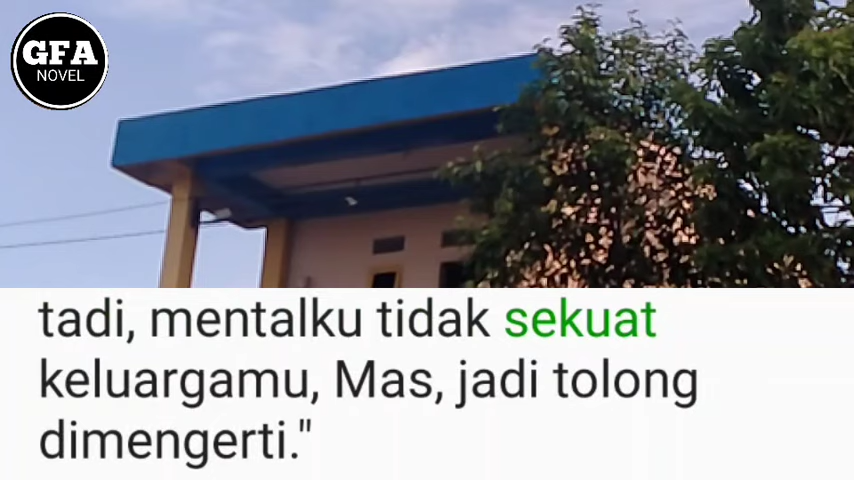 GFA
NOVEL
tadi, mentalku tidak sekuat
keluargamu, Mas, jadi tolong
dimengerti."